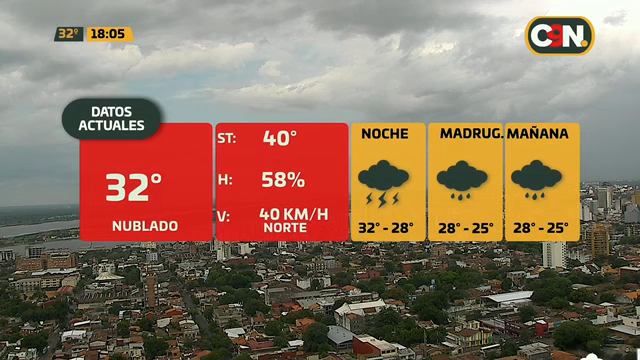 32º
18:05
C9N.
DATOS
ACTUALES
32°
NUBLADO
ST: 40°
H: 58%
V: 40 KM/H
NORTE
NOCHE
32° - 28°
MADRUG.
28° - 25°
MAÑANA
28° - 25°